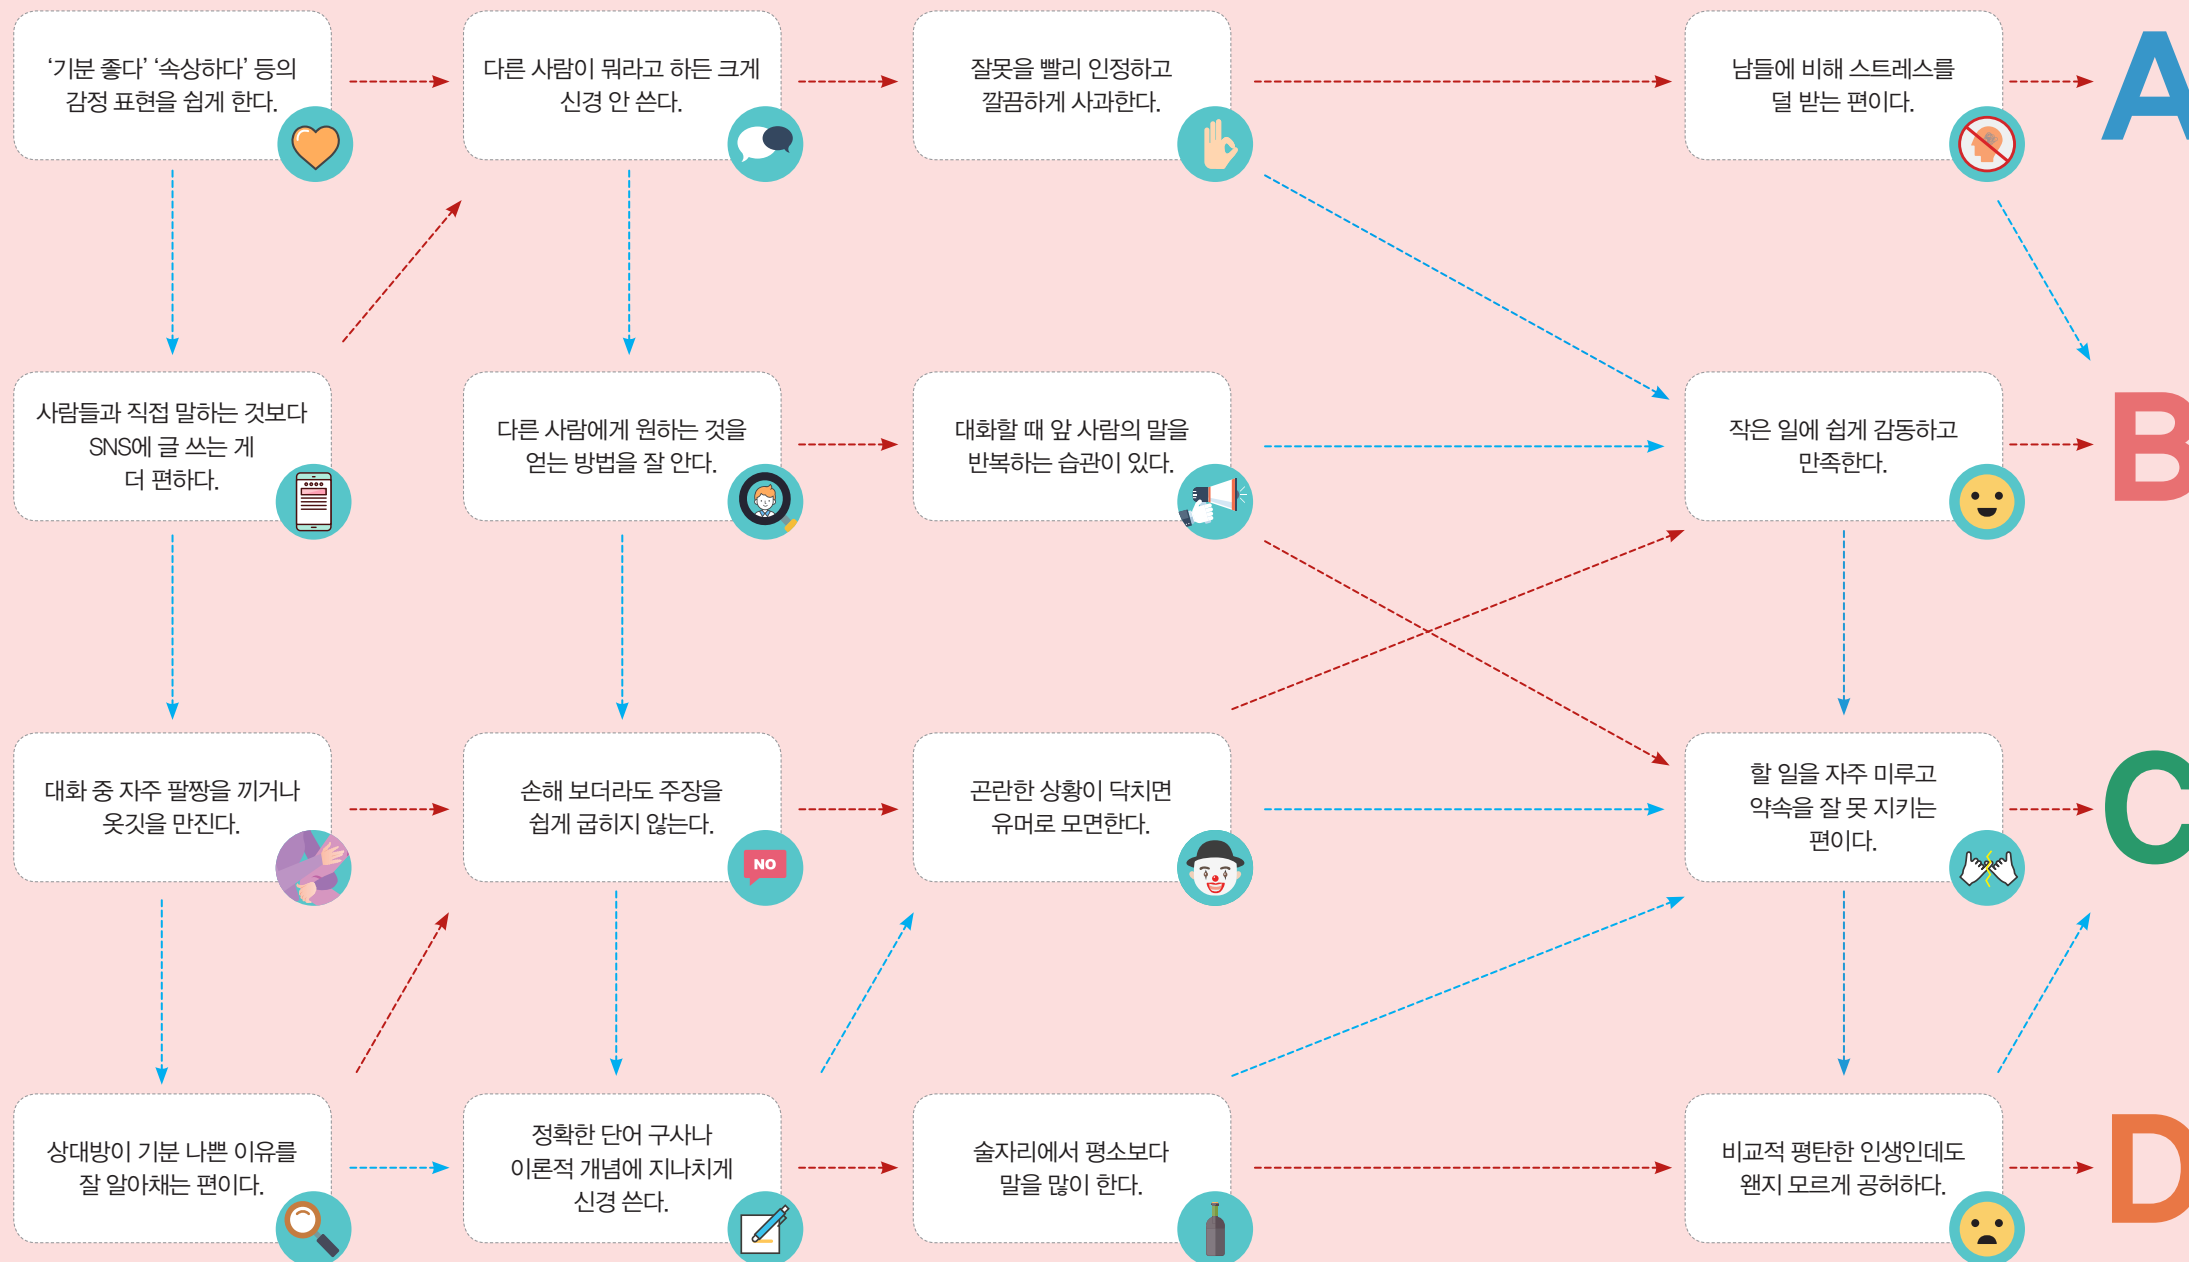 ‘기분 좋다’ ‘속상하다’ 등의
감정 표현을 쉽게 한다.
다른 사람이 뭐라고 하든 크게
신경 안 쓴다.
잘못을 빨리 인정하고
깔끔하게 사과한다.
남들에 비해 스트레스를
덜 받는 편이다.
A
사람들과 직접 말하는 것보다
SNS에 글 쓰는 게
더 편하다.
다른 사람에게 원하는 것을
얻는 방법을 잘 안다.
대화할 때 앞 사람의 말을
반복하는 습관이 있다.
작은 일에 쉽게 감동하고
만족한다.
B
대화 중 자주 팔짱을 끼거나
옷깃을 만진다.
손해 보더라도 주장을
쉽게 굽히지 않는다.
NO
곤란한 상황이 닥치면
유머로 모면한다.
할 일을 자주 미루고
약속을 잘 못 지키는
편이다.
C
상대방이 기분 나쁜 이유를
잘 알아채는 편이다.
정확한 단어 구사나
이론적 개념에 지나치게
신경 쓴다.
술자리에서 평소보다
말을 많이 한다.
비교적 평탄한 인생인데도
왠지 모르게 공허하다.
D